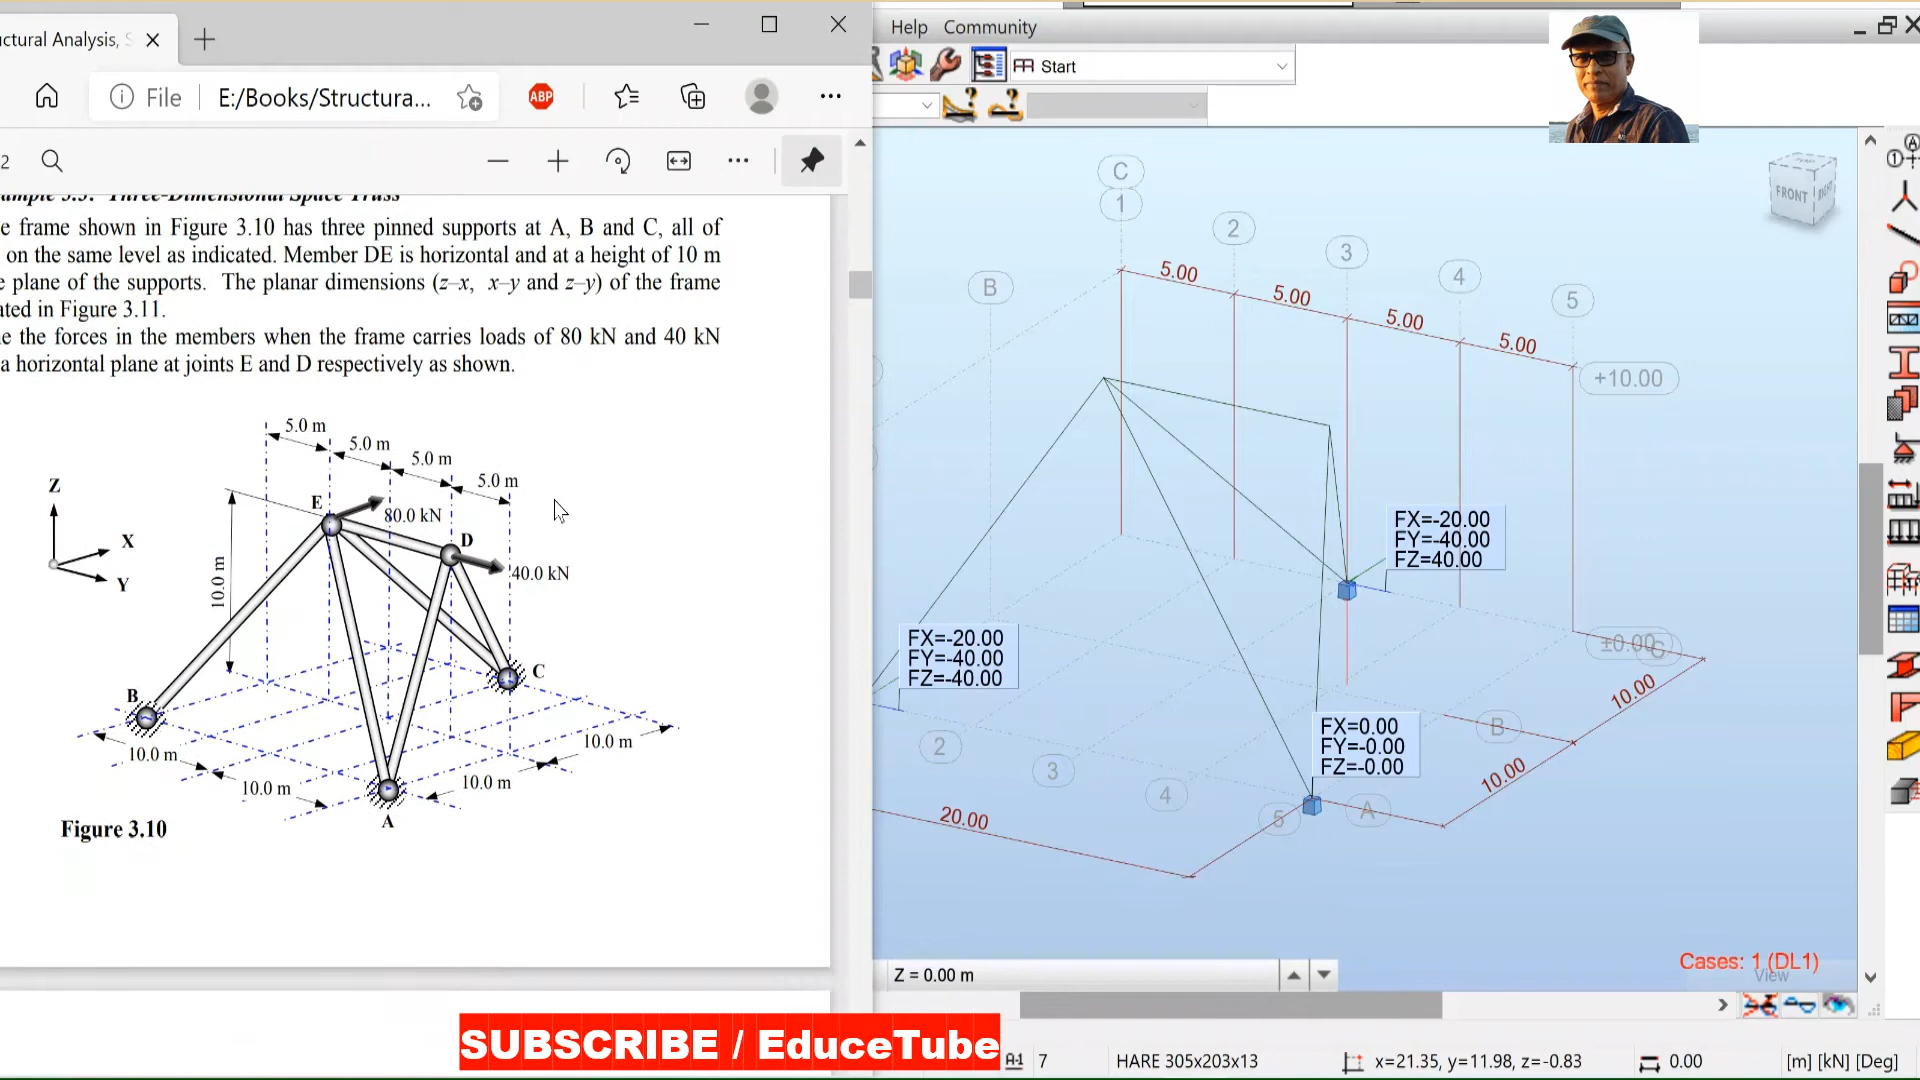 ctural Analysis, S
File
E:/Books/Structura...
ABP
2
ample 3.3: Three-Dimensional Space Truss
e frame shown in Figure 3.10 has three pinned supports at A, B and C, all of
on the same level as indicated. Member DE is horizontal and at a height of 10 m
e plane of the supports. The planar dimensions (z–x, x–y and z–y) of the frame
ated in Figure 3.11.
e the forces in the members when the frame carries loads of 80 kN and 40 kN
a horizontal plane at joints E and D respectively as shown.
5.0 m
5.0 m
5.0 m
5.0 m
Z
X
Y
E
80.0 kN
D
40.0 kN
10.0 m
C
B
10.0 m
10.0 m
10.0 m
10.0 m
A
Figure 3.10
Help Community
Start
FRONT
RIGHT
C
1
2
3
4
5
B
5.00
5.00
5.00
5.00
+10.00
FX=-20.00
FY=-40.00
FZ=40.00
FX=-20.00
FY=-40.00
FZ=-40.00
FX=0.00
FY=-0.00
FZ=-0.00
±0.00
C
10.00
B
10.00
A
2
3
4
5
20.00
Cases: 1 (DL1)
View
Z = 0.00 m
SUBSCRIBE / EduceTube
7
HARE 305x203x13
x=21.35, y=11.98, z=-0.83
0.00
[m] [kN] [Deg]